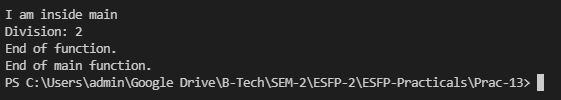 I am inside main
Division: 2
End of function.
End of main function.
PS C:\Users\admin\Google Drive\B-Tech\SEM-2\ESFP-2\ESFP-Practicals\Prac-13>